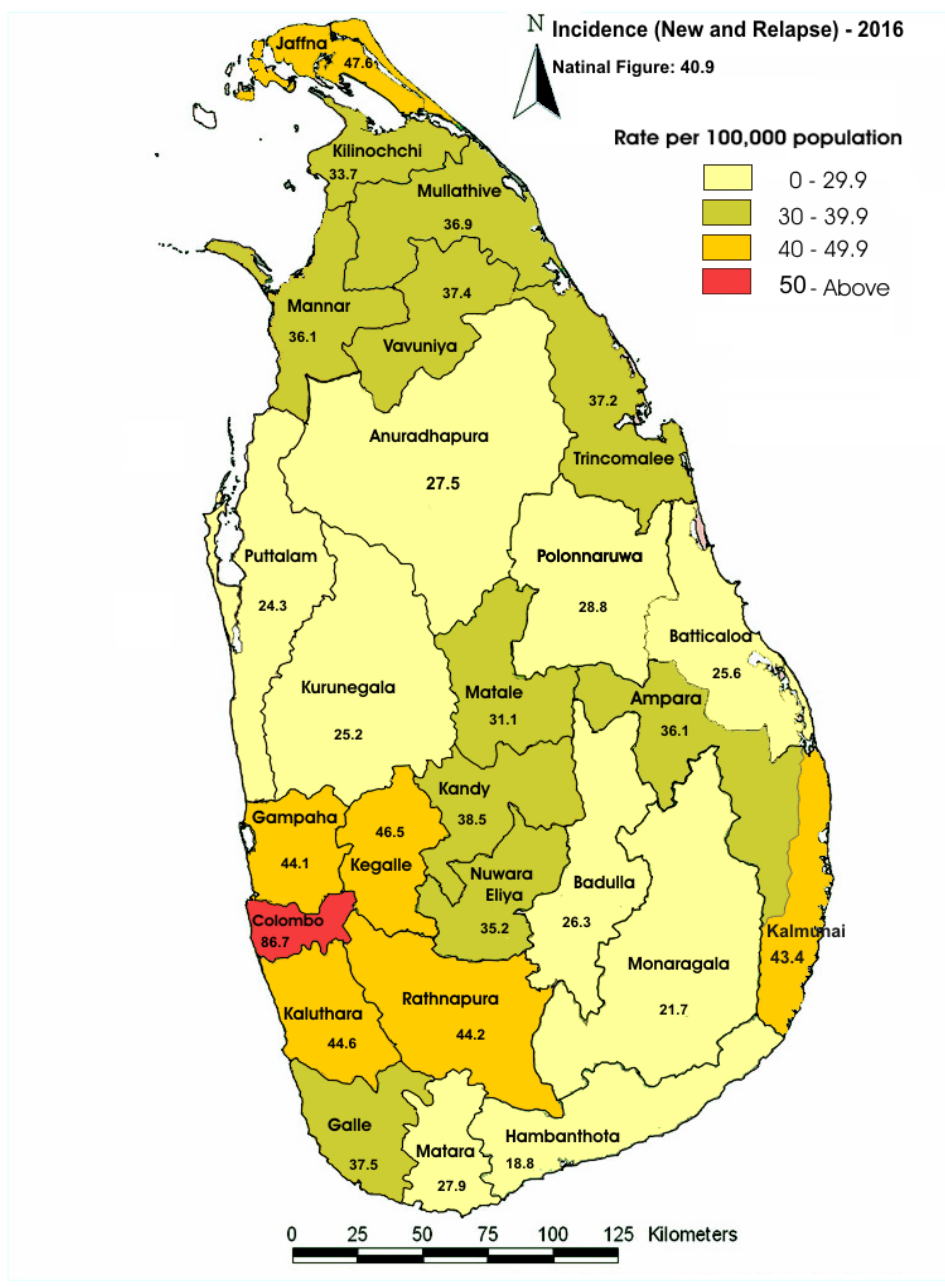 N
Incidence (New and Relapse) - 2016
Natinal Figure: 40.9
Rate per 100,000 population
0 - 29.9
30 - 39.9
40 - 49.9
50 - Above
Jaffna
47.6
Kilinochchi
33.7
Mullathive
36.9
Mannar
36.1
37.4
Vavuniya
37.2
Trincomalee
Anuradhapura
27.5
Puttalam
24.3
Polonnaruwa
28.8
Batticaloa
25.6
Kurunegala
25.2
Matale
31.1
Ampara
36.1
Gampaha
44.1
46.5
Kegalle
Kandy
38.5
Nuwara
Eliya
35.2
Badulla
26.3
Colombo
86.7
Kalmunai
43.4
Monaragala
21.7
Kaluthara
44.6
Rathnapura
44.2
Galle
37.5
Matara
27.9
Hambanthota
18.8
0 25 50 75 100 125 Kilometers